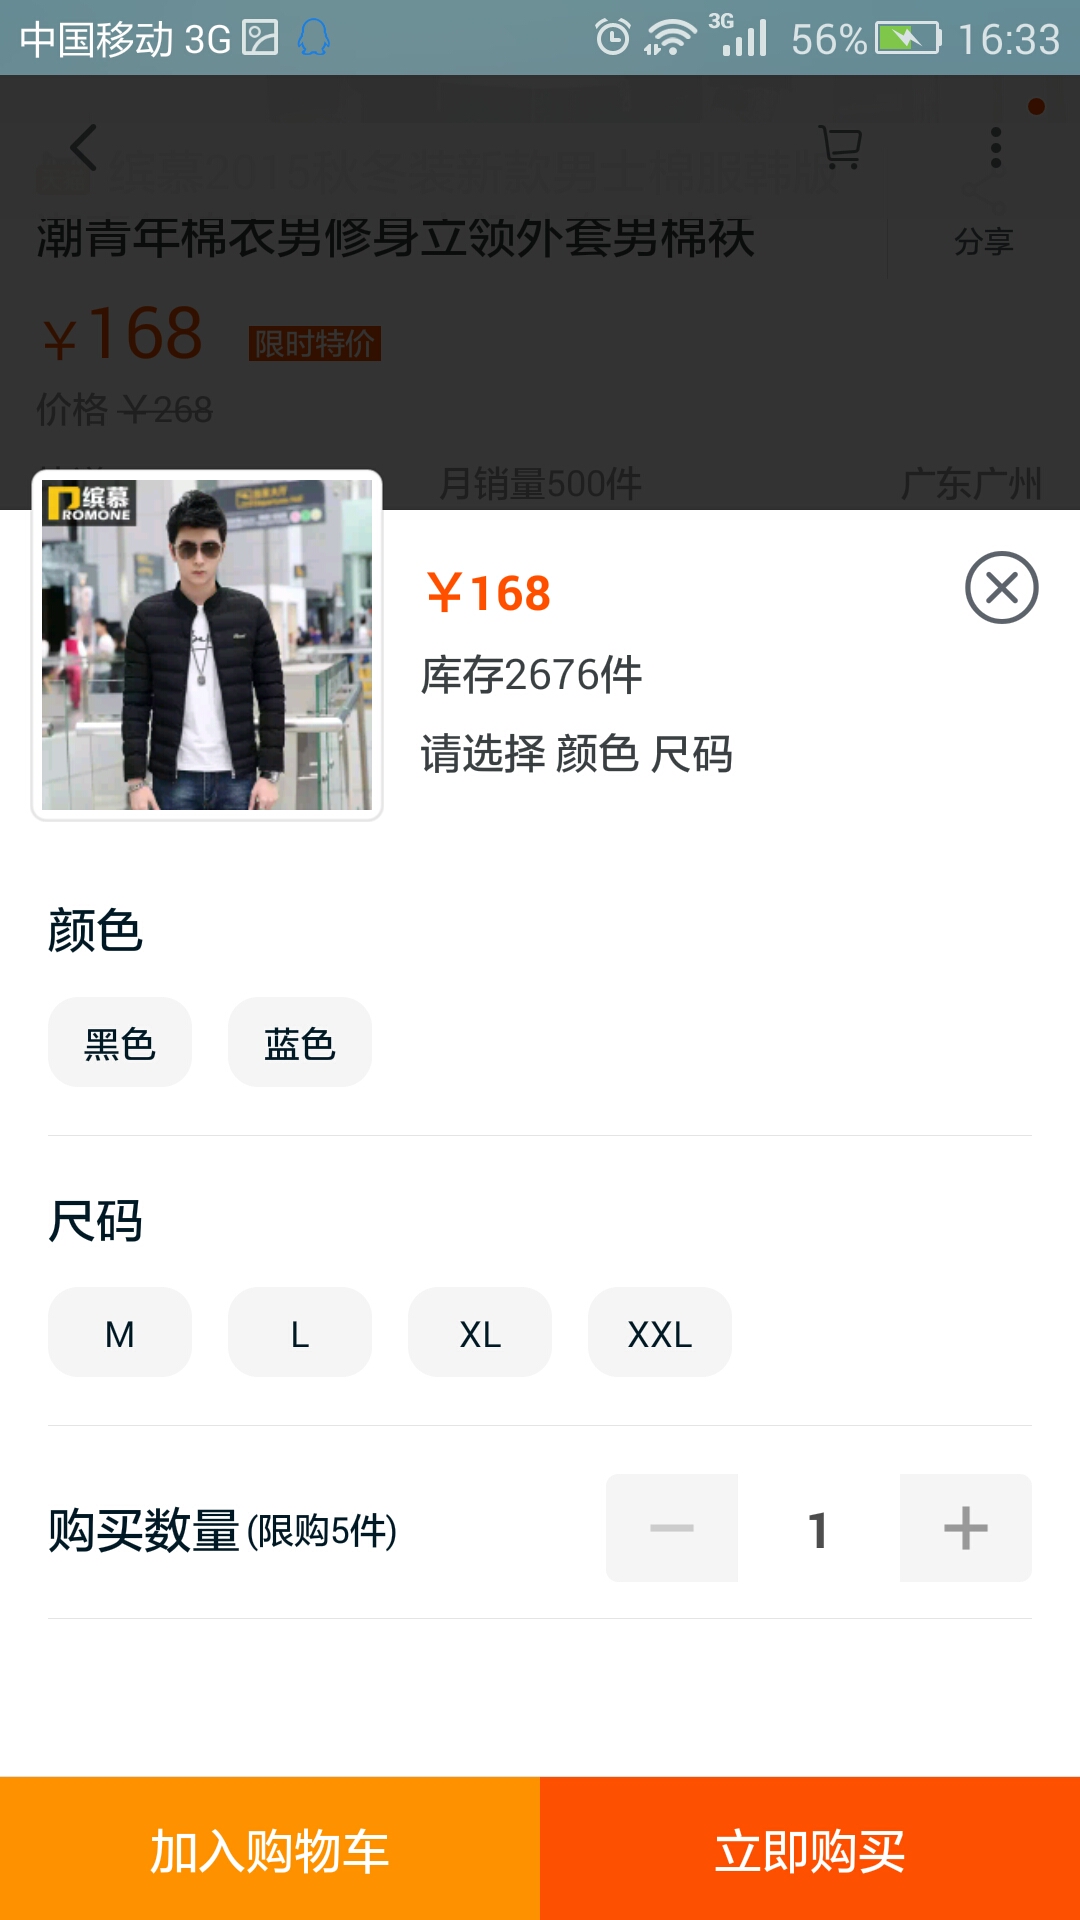 中国移动 3G 3G 56% 16:33
缤慕2015秋冬装新款男士棉服韩版
潮青年棉衣男修身立领外套男棉袄
分享
￥168 限时特价
价格 ￥268
月销量500件 广东广州
缤慕
ROMONE
￥168
库存2676件
请选择 颜色 尺码
颜色
黑色 蓝色
尺码
M L XL XXL
购买数量(限购5件) 1
加入购物车 立即购买